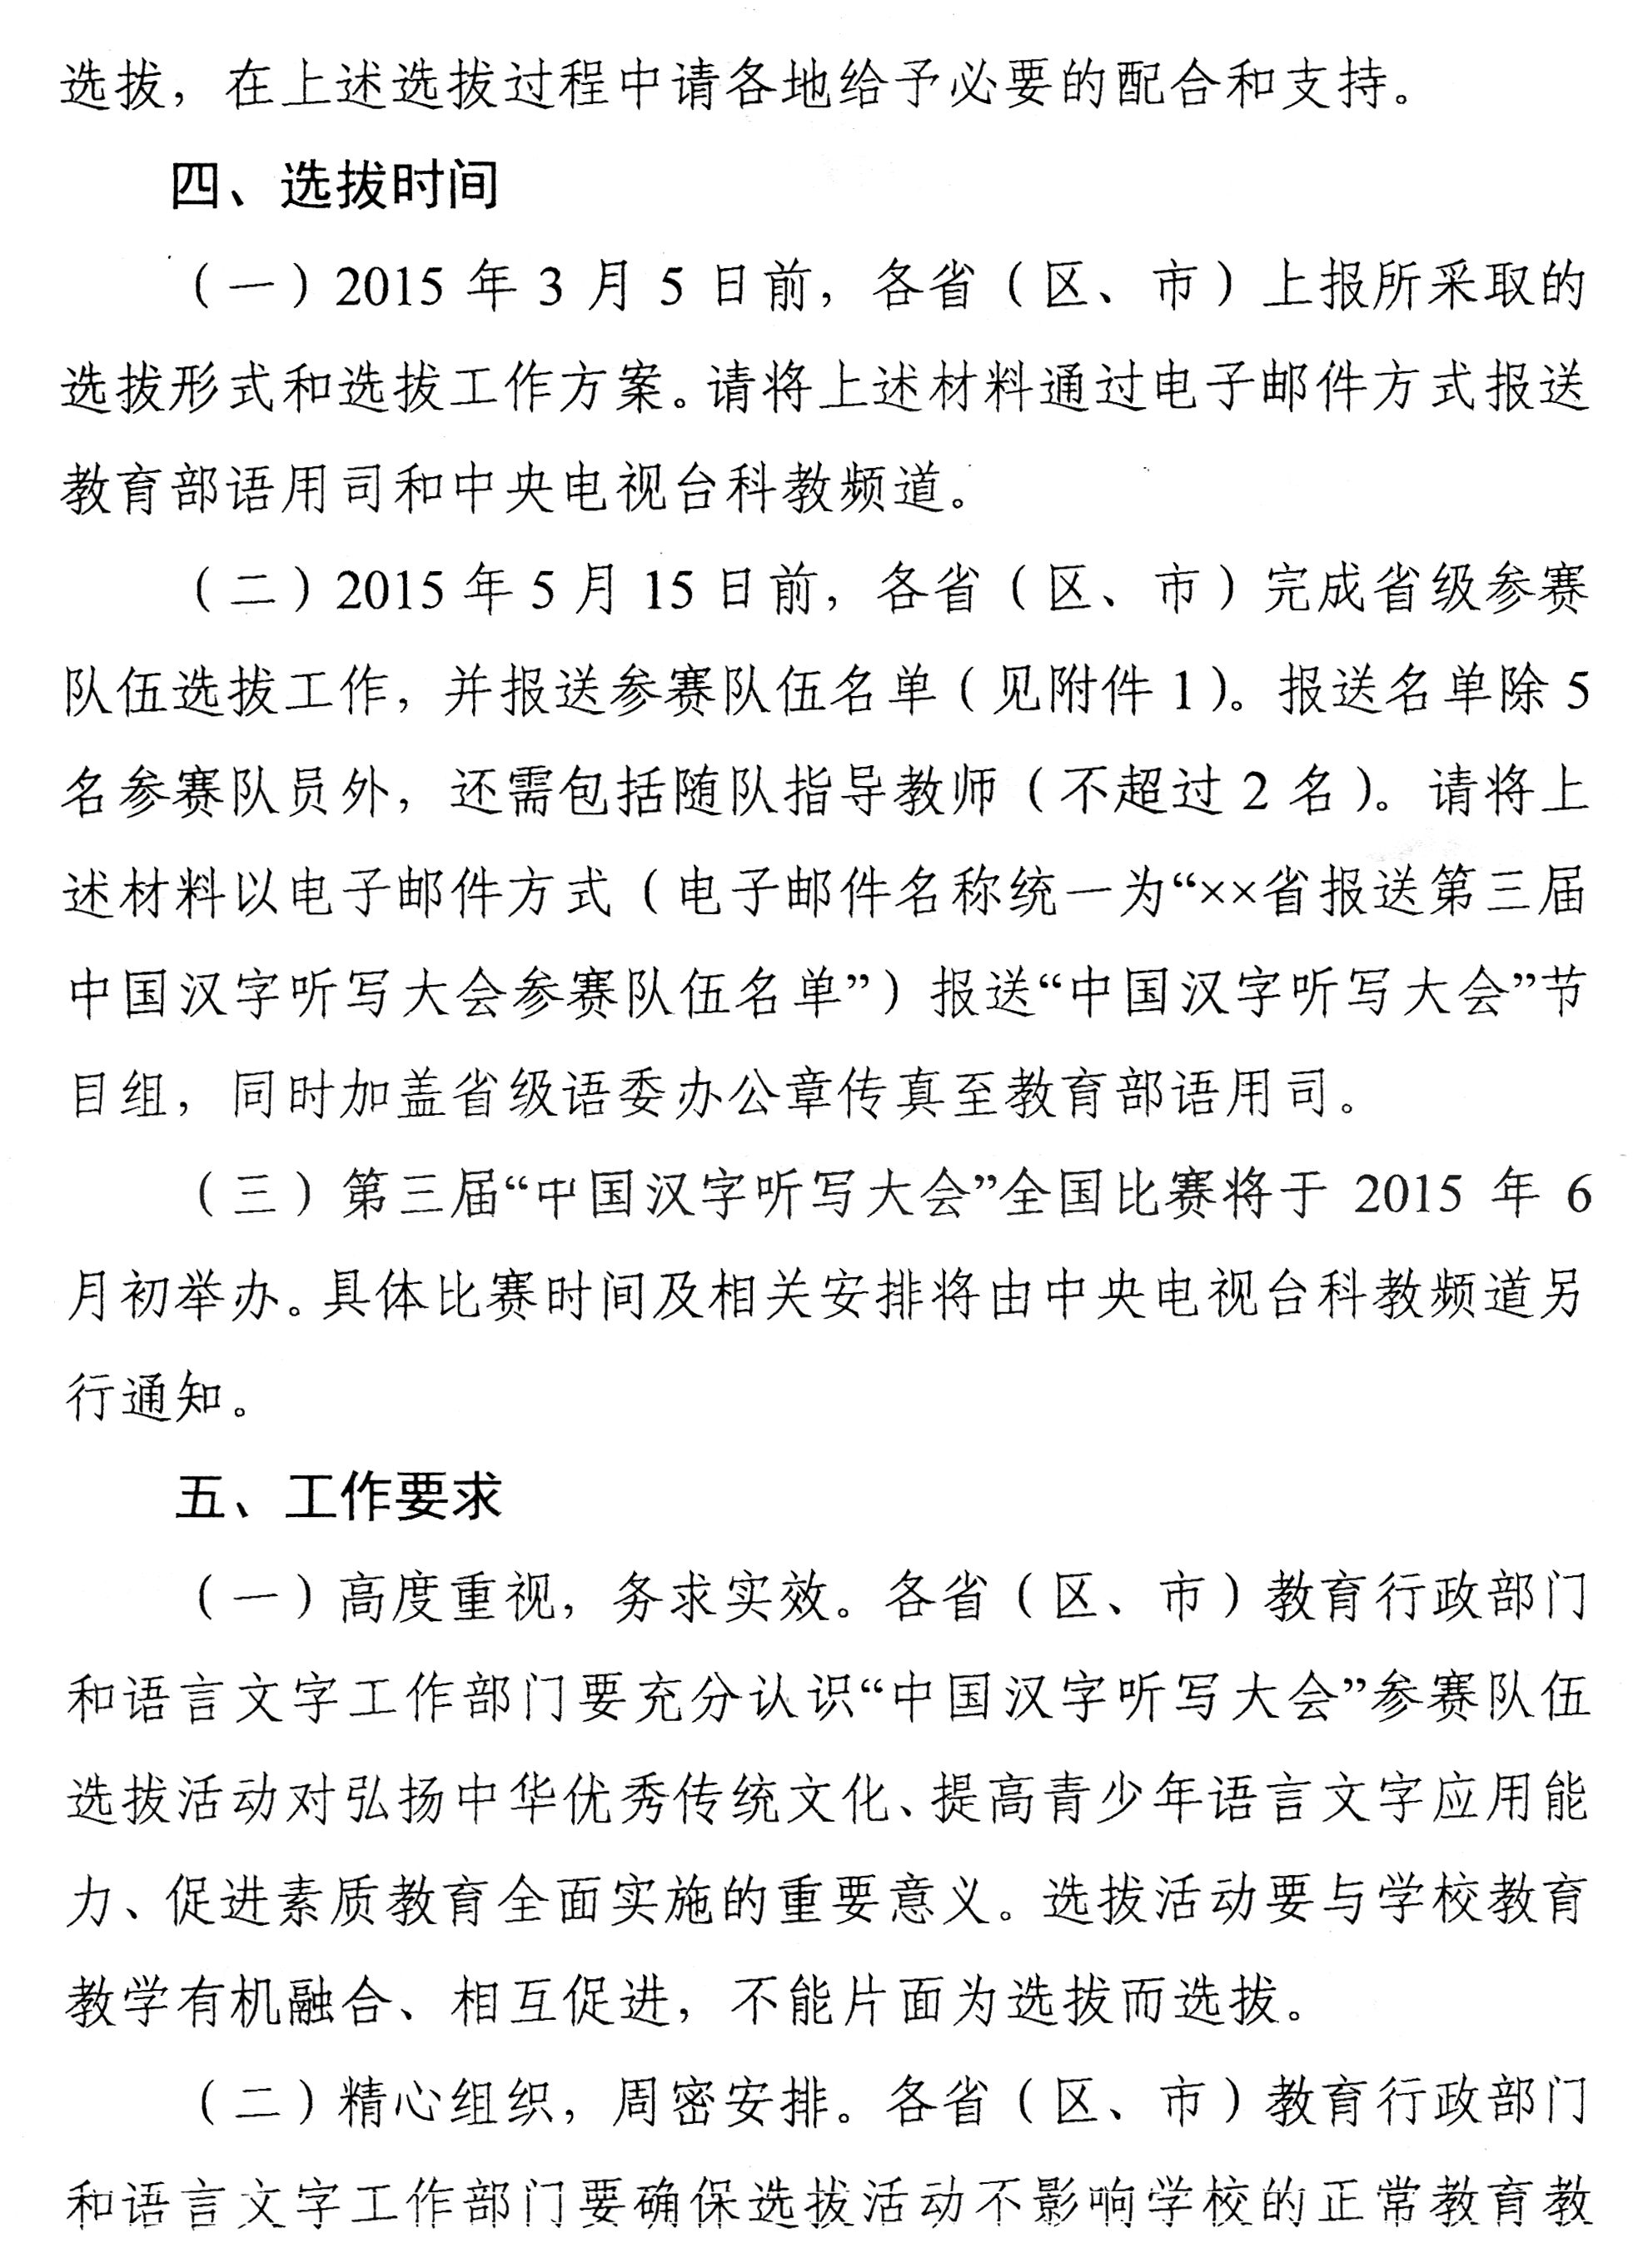 选拔，在上述选拔过程中请各地给予必要的配合和支持。
四、选拔时间
（一）2015 年 3 月 5 日前，各省（区、市）上报所采取的
选拔形式和选拔工作方案。请将上述材料通过电子邮件方式报送
教育部语用司和中央电视台科教频道。
（二）2015 年 5 月 15 日前，各省（区、市）完成省级参赛
队伍选拔工作，并报送参赛队伍名单（见附件 1）。报送名单除 5
名参赛队员外，还需包括随队指导教师（不超过 2 名）。请将上
述材料以电子邮件方式（电子邮件名称统一为“××省报送第三届
中国汉字听写大会参赛队伍名单”）报送“中国汉字听写大会”节
目组，同时加盖省级语委办公章传真至教育部语用司。
（三）第三届“中国汉字听写大会”全国比赛将于 2015 年 6
月初举办。具体比赛时间及相关安排将由中央电视台科教频道另
行通知。
五、工作要求
（一）高度重视，务求实效。各省（区、市）教育行政部门
和语言文字工作部门要充分认识“中国汉字听写大会”参赛队伍
选拔活动对弘扬中华优秀传统文化、提高青少年语言文字应用能
力、促进素质教育全面实施的重要意义。选拔活动要与学校教育
教学有机融合、相互促进，不能片面为选拔而选拔。
（二）精心组织，周密安排。各省（区、市）教育行政部门
和语言文字工作部门要确保选拔活动不影响学校的正常教育教